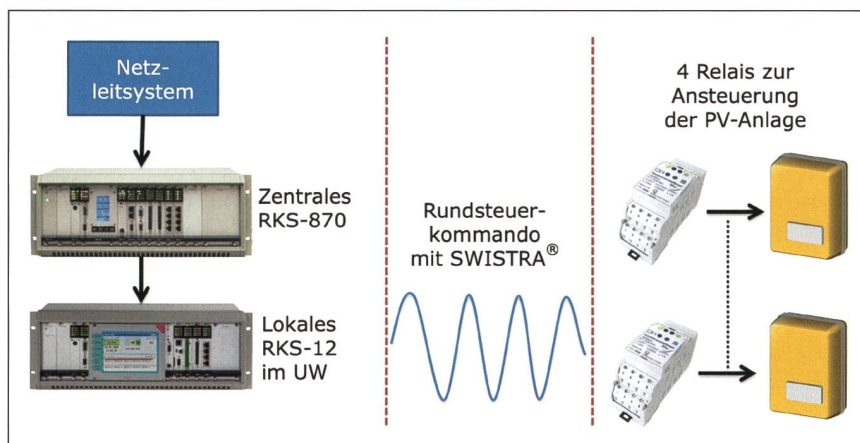 Netz-
leitsystem
Zentrales
RKS-870
Lokales
RKS-12
im UW
Rundsteuer-
kommando
mit SWISTRA®
4 Relais zur
Ansteuerung
der PV-Anlage